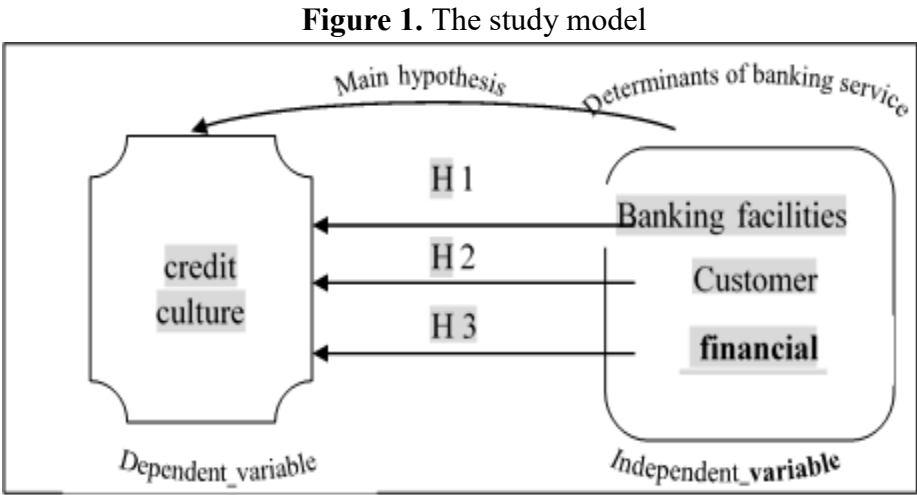 Figure 1. The study model
Main hypothesis
Determinants of banking service
H 1
Banking facilities
H 2
Customer
credit
culture
H 3
financial
Dependent_variable
Independent_variable